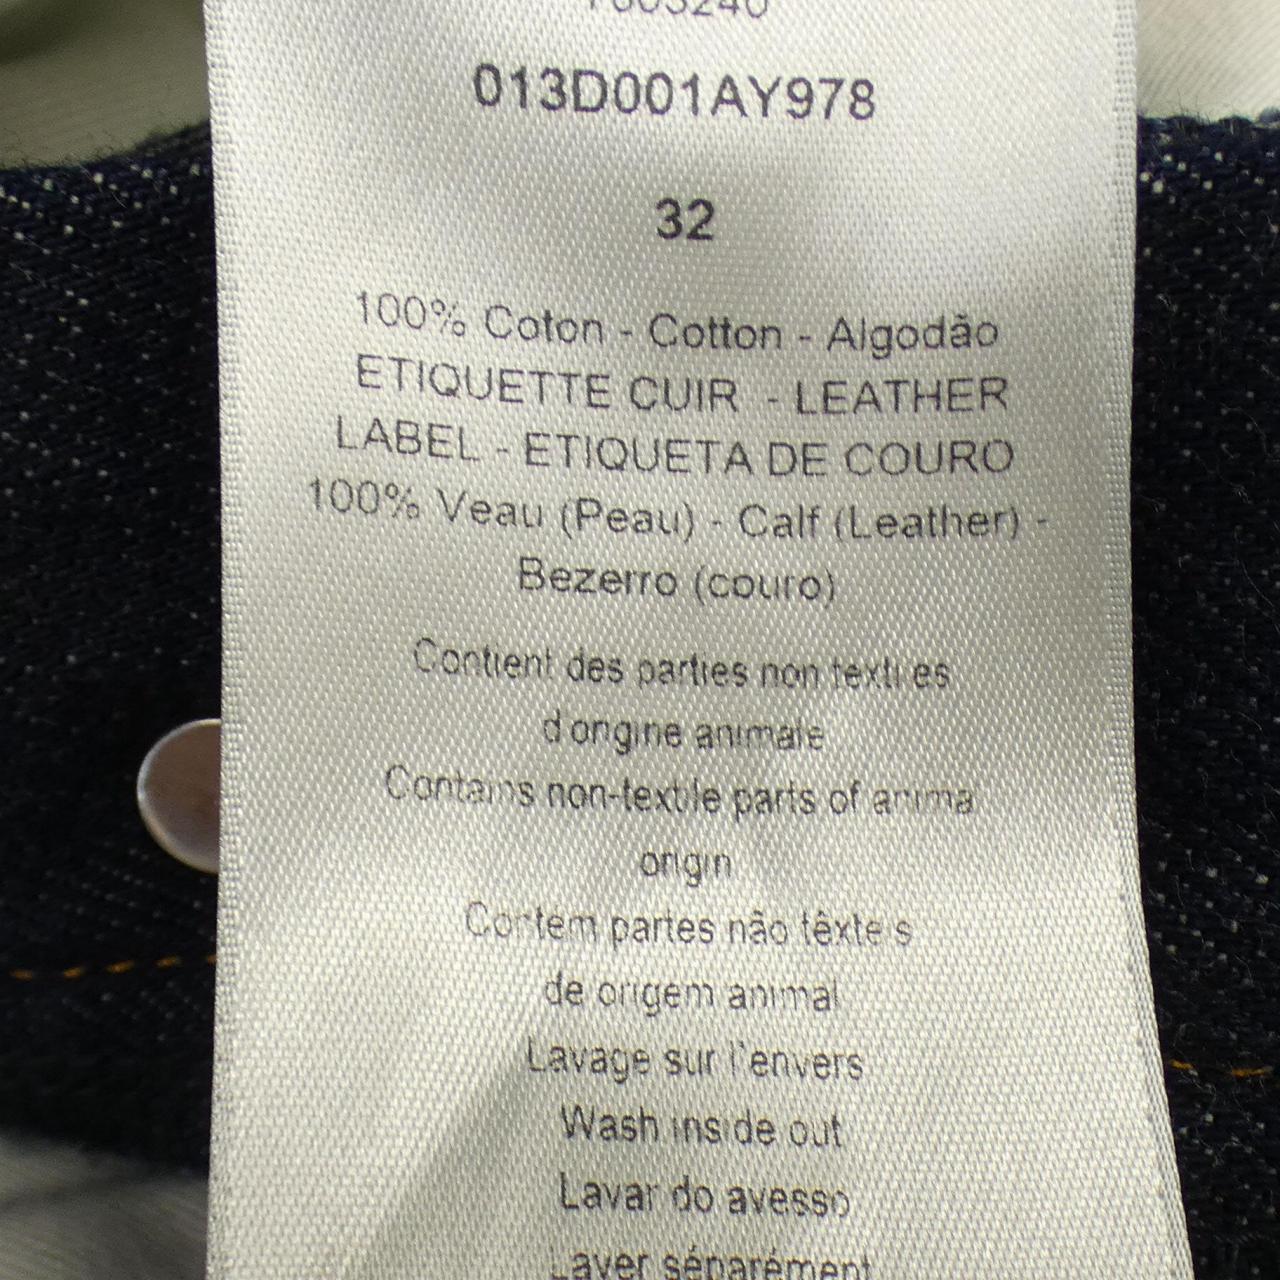 013D001AY978
32
100% Coton - Cotton - Algodão
ETIQUETTE CUIR - LEATHER
LABEL - ETIQUETA DE COURO
100% Veau (Peau) - Calf (Leather) -
Bezerro (couro)
Contient des parties non textiles
d'origine animale
Contains non-textile parts of animal
origin
Contem partes não têxteis
de origem animal
Lavage sur l'envers
Wash inside out
Lavar do avesso
Laver séparément